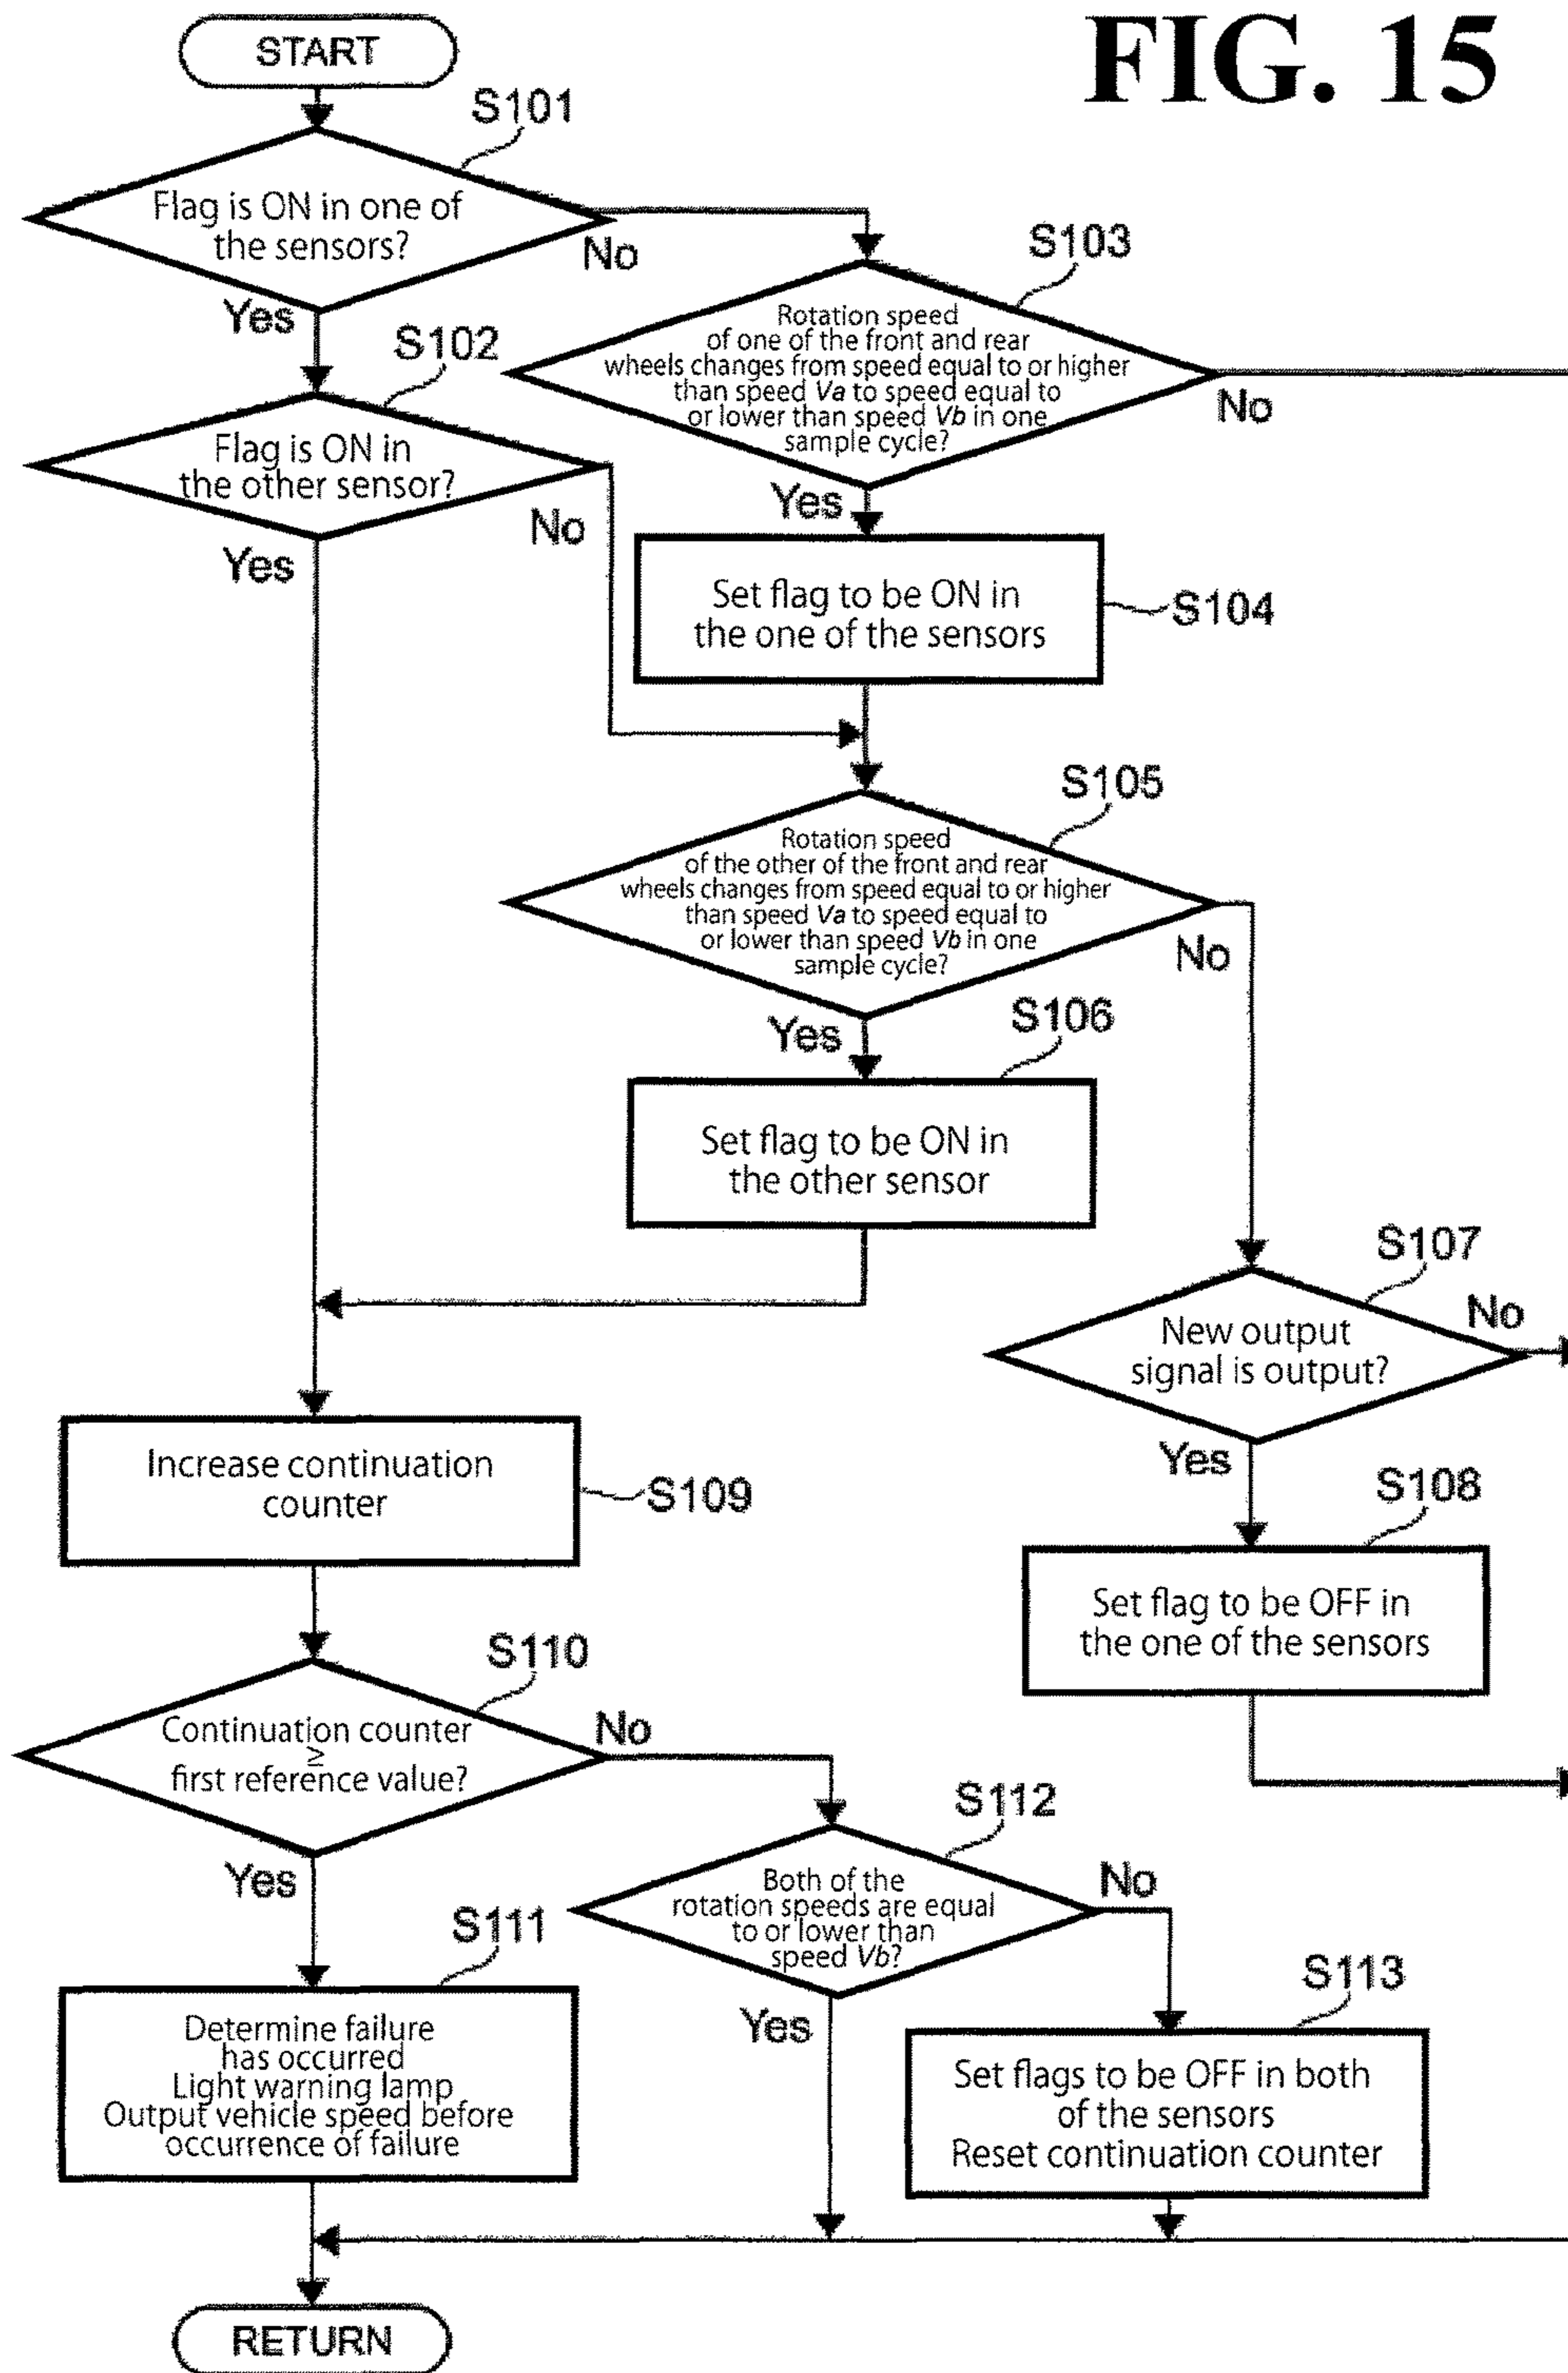 FIG. 15
START
S101
Flag is ON in one of
the sensors?
No
Yes
S103
Rotation speed
of one of the front and rear
wheels changes from speed equal to or higher
than speed Va to speed equal to
or lower than speed Vb in one
sample cycle?
No
Yes
S102
Flag is ON in
the other sensor?
No
Yes
Set flag to be ON in
the one of the sensors
S104
S105
Rotation speed
of the other of the front and rear
wheels changes from speed equal to or higher
than speed Va to speed equal to
or lower than speed Vb in one
sample cycle?
No
Yes
S106
Set flag to be ON in
the other sensor
S107
New output
signal is output?
No
Yes
S108
Set flag to be OFF in
the one of the sensors
Increase continuation
counter
S109
S110
Continuation counter
≥
first reference value?
No
Yes
S112
Both of the
rotation speeds are equal
to or lower than
speed Vb?
No
Yes
S111
Determine failure
has occurred
Light warning lamp
Output vehicle speed before
occurrence of failure
S113
Set flags to be OFF in both
of the sensors
Reset continuation counter
RETURN